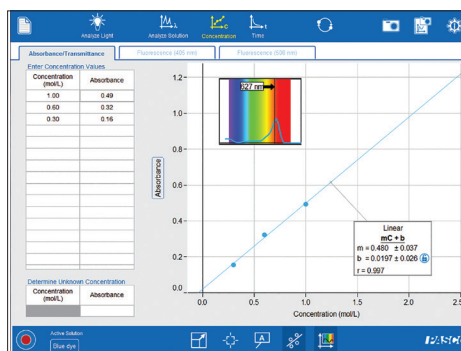 Analyze Light
Analyze Solution
Concentration
Time
Absorbance/Transmittance
Fluorescence (405 nm)
Fluorescence (500 nm)
Enter Concentration Values
Concentration (mol/L) Absorbance
1.00 0.49
0.60 0.32
0.30 0.16
Determine Unknown Concentration
Concentration (mol/L) Absorbance
Absorbance
1.2
1.0
0.8
0.6
0.4
0.2
0.0
627 nm
Linear
mC + b
m = 0.480 ± 0.037
b = 0.0197 ± 0.026
r = 0.997
0.0 0.5 1.0 1.5 2.0 2.5
Concentration (mol/L)
Active Solution
Blue dye
A
PASCO